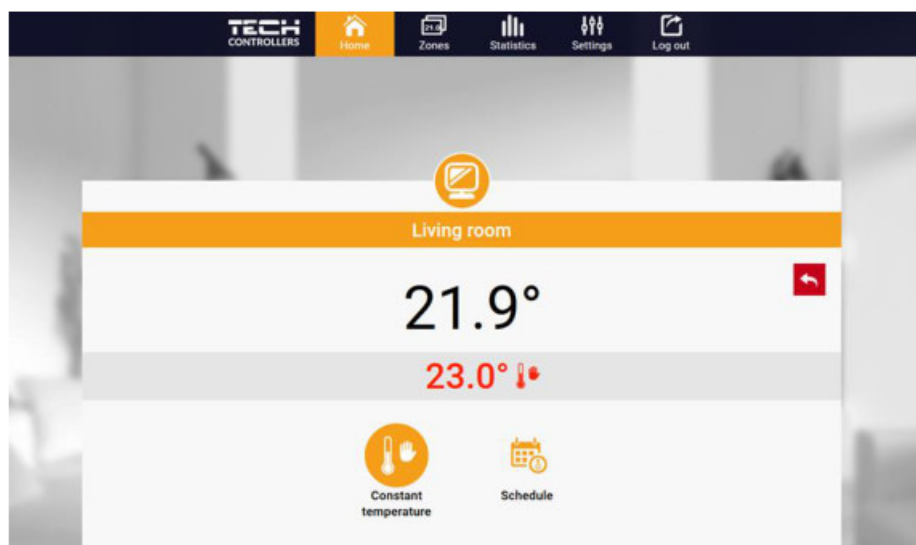 TECH
CONTROLLERS
Home
Zones
Statistics
Settings
Log out
Living room
21.9°
23.0°
Constant
temperature
Schedule